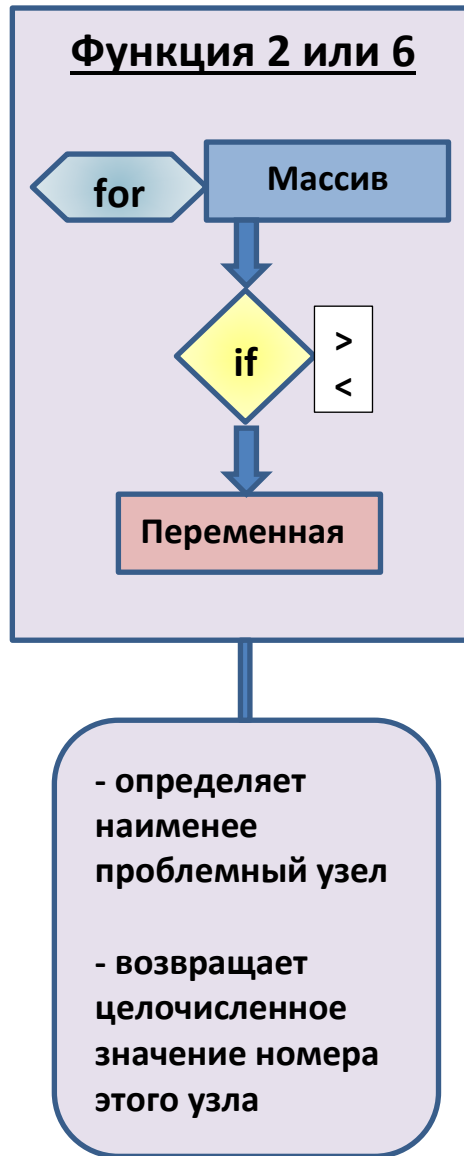 Функция 2 или 6
for
Массив
if
>
<
Переменная
- определяет
наименее
проблемный узел
- возвращает
целочисленное
значение номера
этого узла